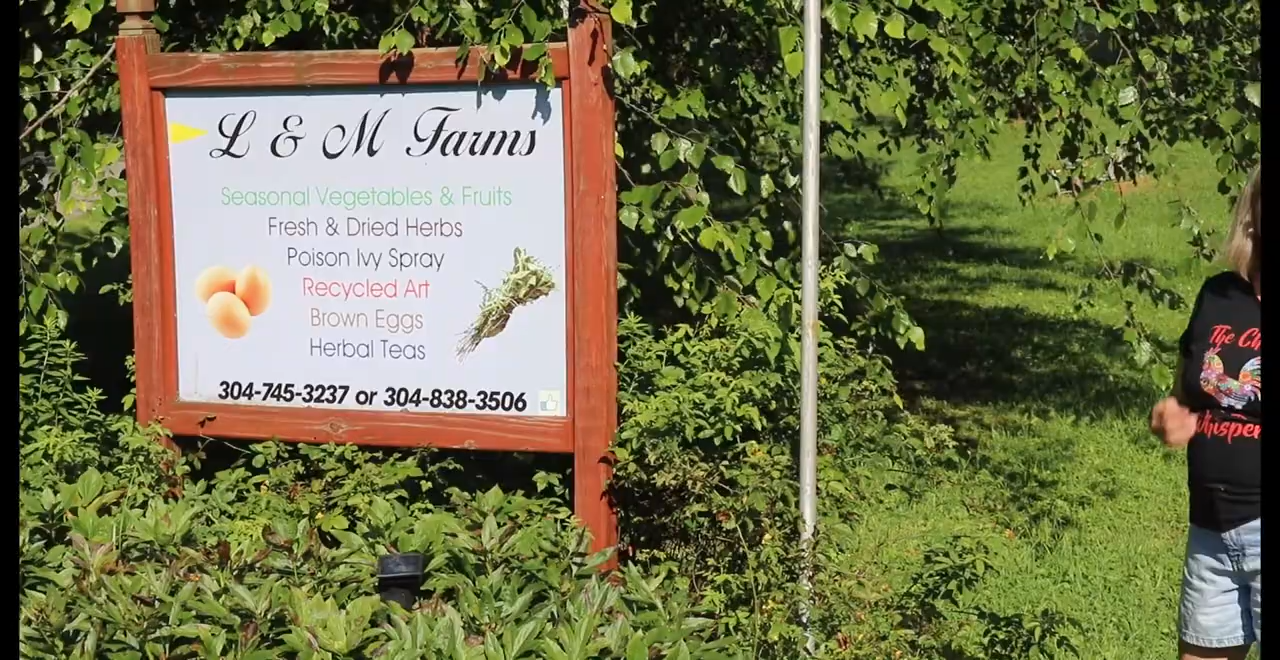 L & M Farms
Seasonal Vegetables & Fruits
Fresh & Dried Herbs
Poison Ivy Spray
Recycled Art
Brown Eggs
Herbal Teas
304-745-3237 or 304-838-3506
The